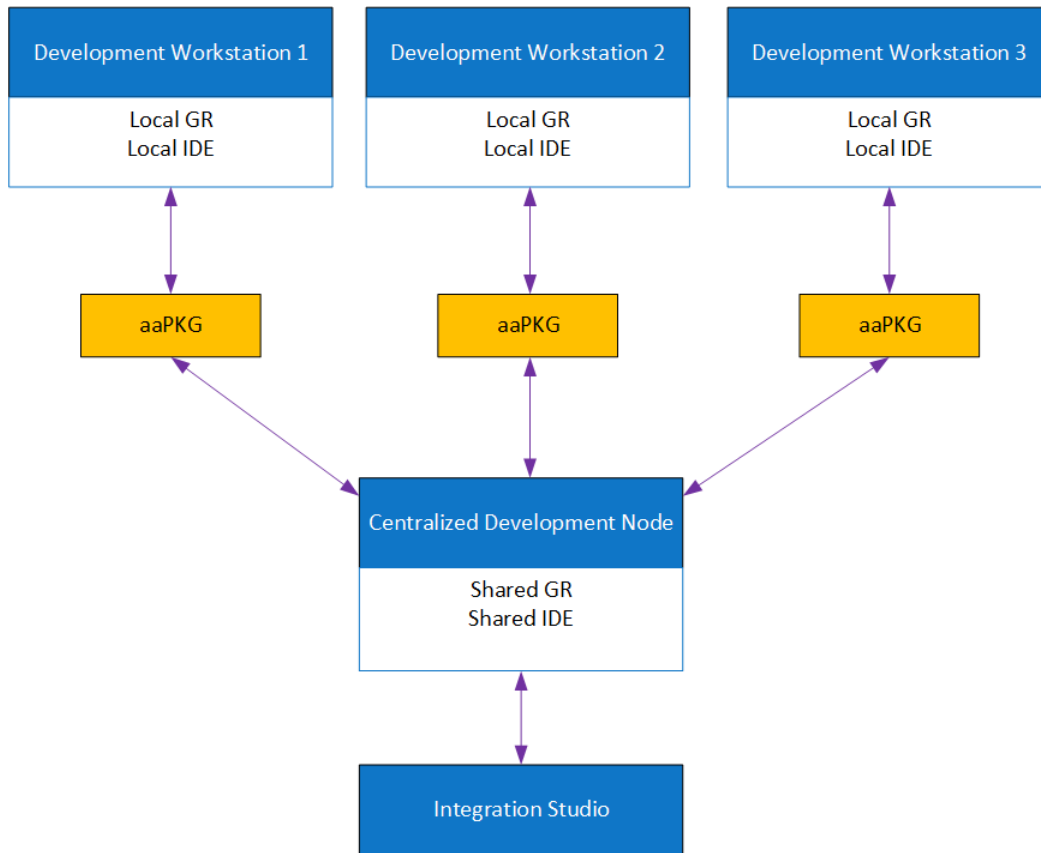 Development Workstation 1
Local GR
Local IDE
Development Workstation 2
Local GR
Local IDE
Development Workstation 3
Local GR
Local IDE
aaPKG
aaPKG
aaPKG
Centralized Development Node
Shared GR
Shared IDE
Integration Studio